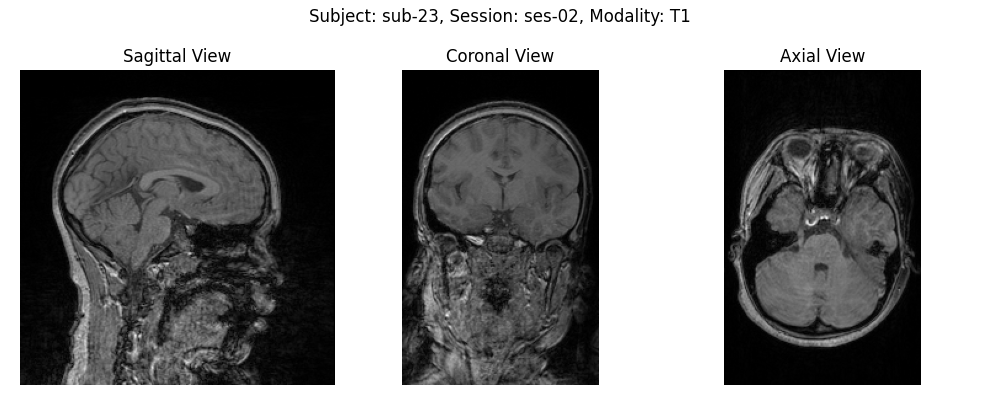 Subject: sub-23, Session: ses-02, Modality: T1
Sagittal View
Coronal View
Axial View